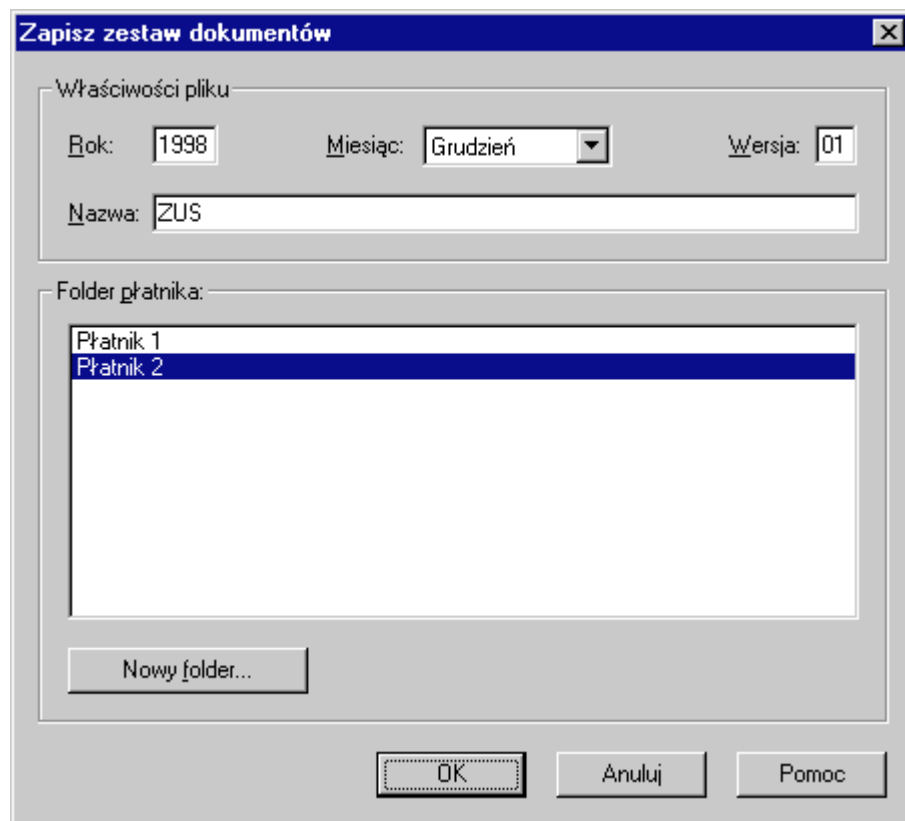 Zapisz zestaw dokumentów
Właściwości pliku
Rok: 1998 Miesiąc: Grudzień Wersja: 01
Nazwa: ZUS
Folder płatnika:
Płatnik 1
Płatnik 2
Nowy folder...
OK Anuluj Pomoc